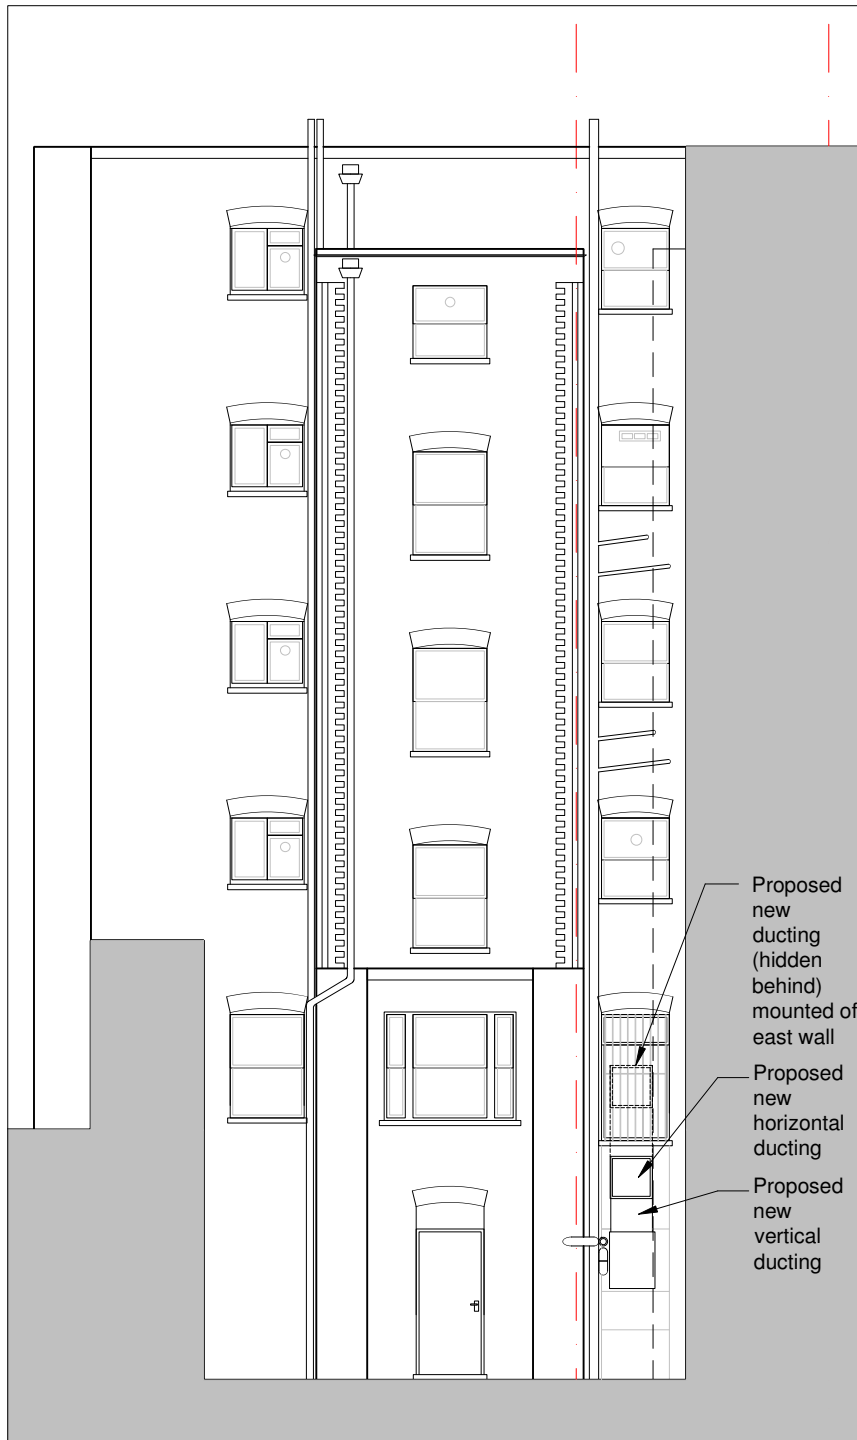 Proposed
new
ducting
(hidden
behind)
mounted of
east wall
Proposed
new
horizontal
ducting
Proposed
new
vertical
ducting